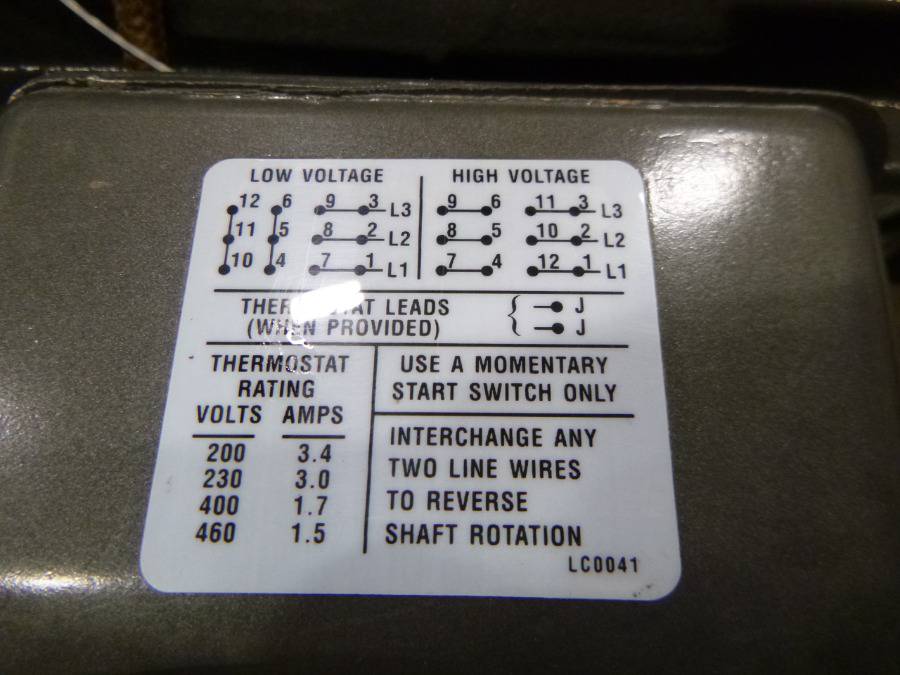 LOW VOLTAGE
12 6 9 3 L3
11 5 8 2 L2
10 4 7 1 L1
HIGH VOLTAGE
9 6 11 3 L3
8 5 10 2 L2
7 4 12 1 L1
THERMOSTAT LEADS
(WHEN PROVIDED)
J
J
THERMOSTAT
RATING
VOLTS AMPS
200 3.4
230 3.0
400 1.7
460 1.5
USE A MOMENTARY
START SWITCH ONLY
INTERCHANGE ANY
TWO LINE WIRES
TO REVERSE
SHAFT ROTATION
LC0041